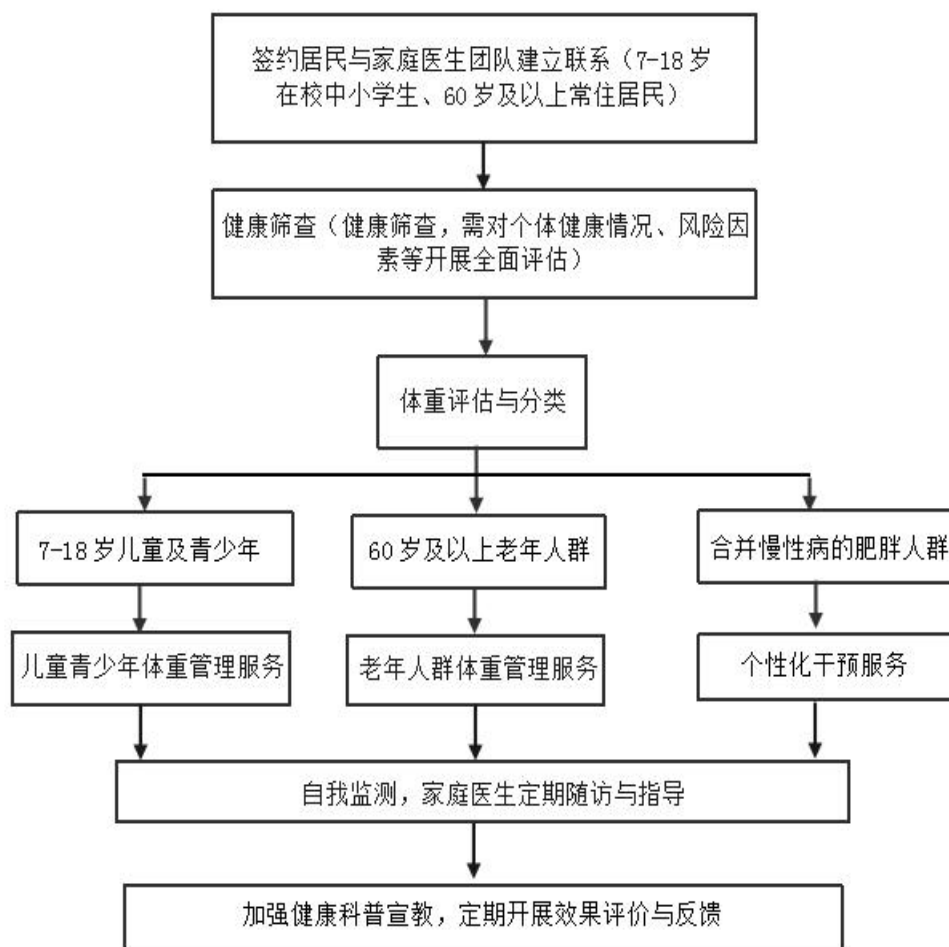 签约居民与家庭医生团队建立联系（7-18岁
在校中小学生、60岁及以上常住居民）
健康筛查（健康筛查，需对个体健康情况、风险因
素等开展全面评估）
体重评估与分类
7-18岁儿童及青少年
60岁及以上老年人群
合并慢性病的肥胖人群
儿童青少年体重管理服务
老年人群体重管理服务
个性化干预服务
自我监测，家庭医生定期随访与指导
加强健康科普宣教，定期开展效果评价与反馈